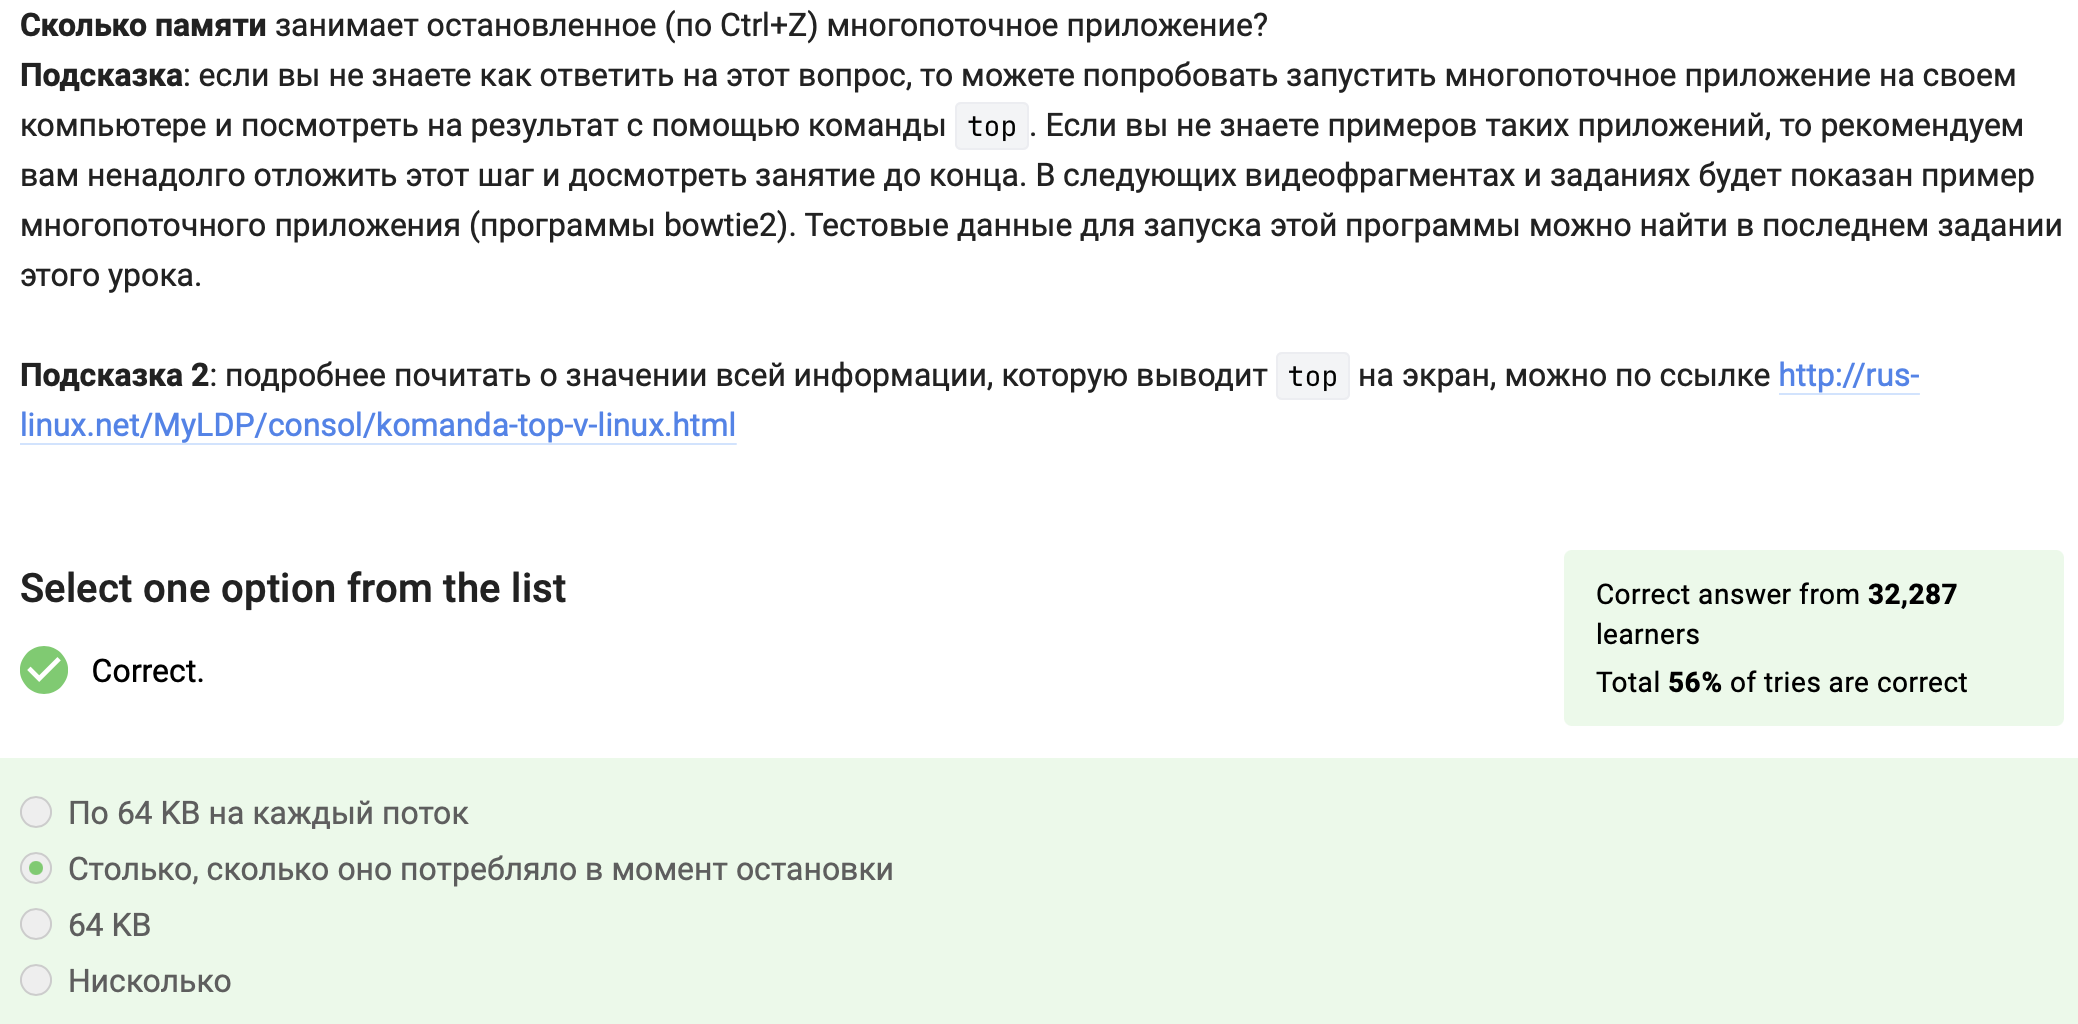 Сколько памяти занимает остановленное (по Ctrl+Z) многопоточное приложение?
Подсказка: если вы не знаете как ответить на этот вопрос, то можете попробовать запустить многопоточное приложение на своем
компьютере и посмотреть на результат с помощью команды top. Если вы не знаете примеров таких приложений, то рекомендуем
вам ненадолго отложить этот шаг и досмотреть занятие до конца. В следующих видеофрагментах и заданиях будет показан пример
многопоточного приложения (программы bowtie2). Тестовые данные для запуска этой программы можно найти в последнем задании
этого урока.
Подсказка 2: подробнее почитать о значении всей информации, которую выводит top на экран, можно по ссылке http://rus-
linux.net/MyLDP/consol/komanda-top-v-linux.html
Select one option from the list
Correct.
Correct answer from 32,287
learners
Total 56% of tries are correct
По 64 KB на каждый поток
Столько, сколько оно потребляло в момент остановки
64 KB
Нисколько